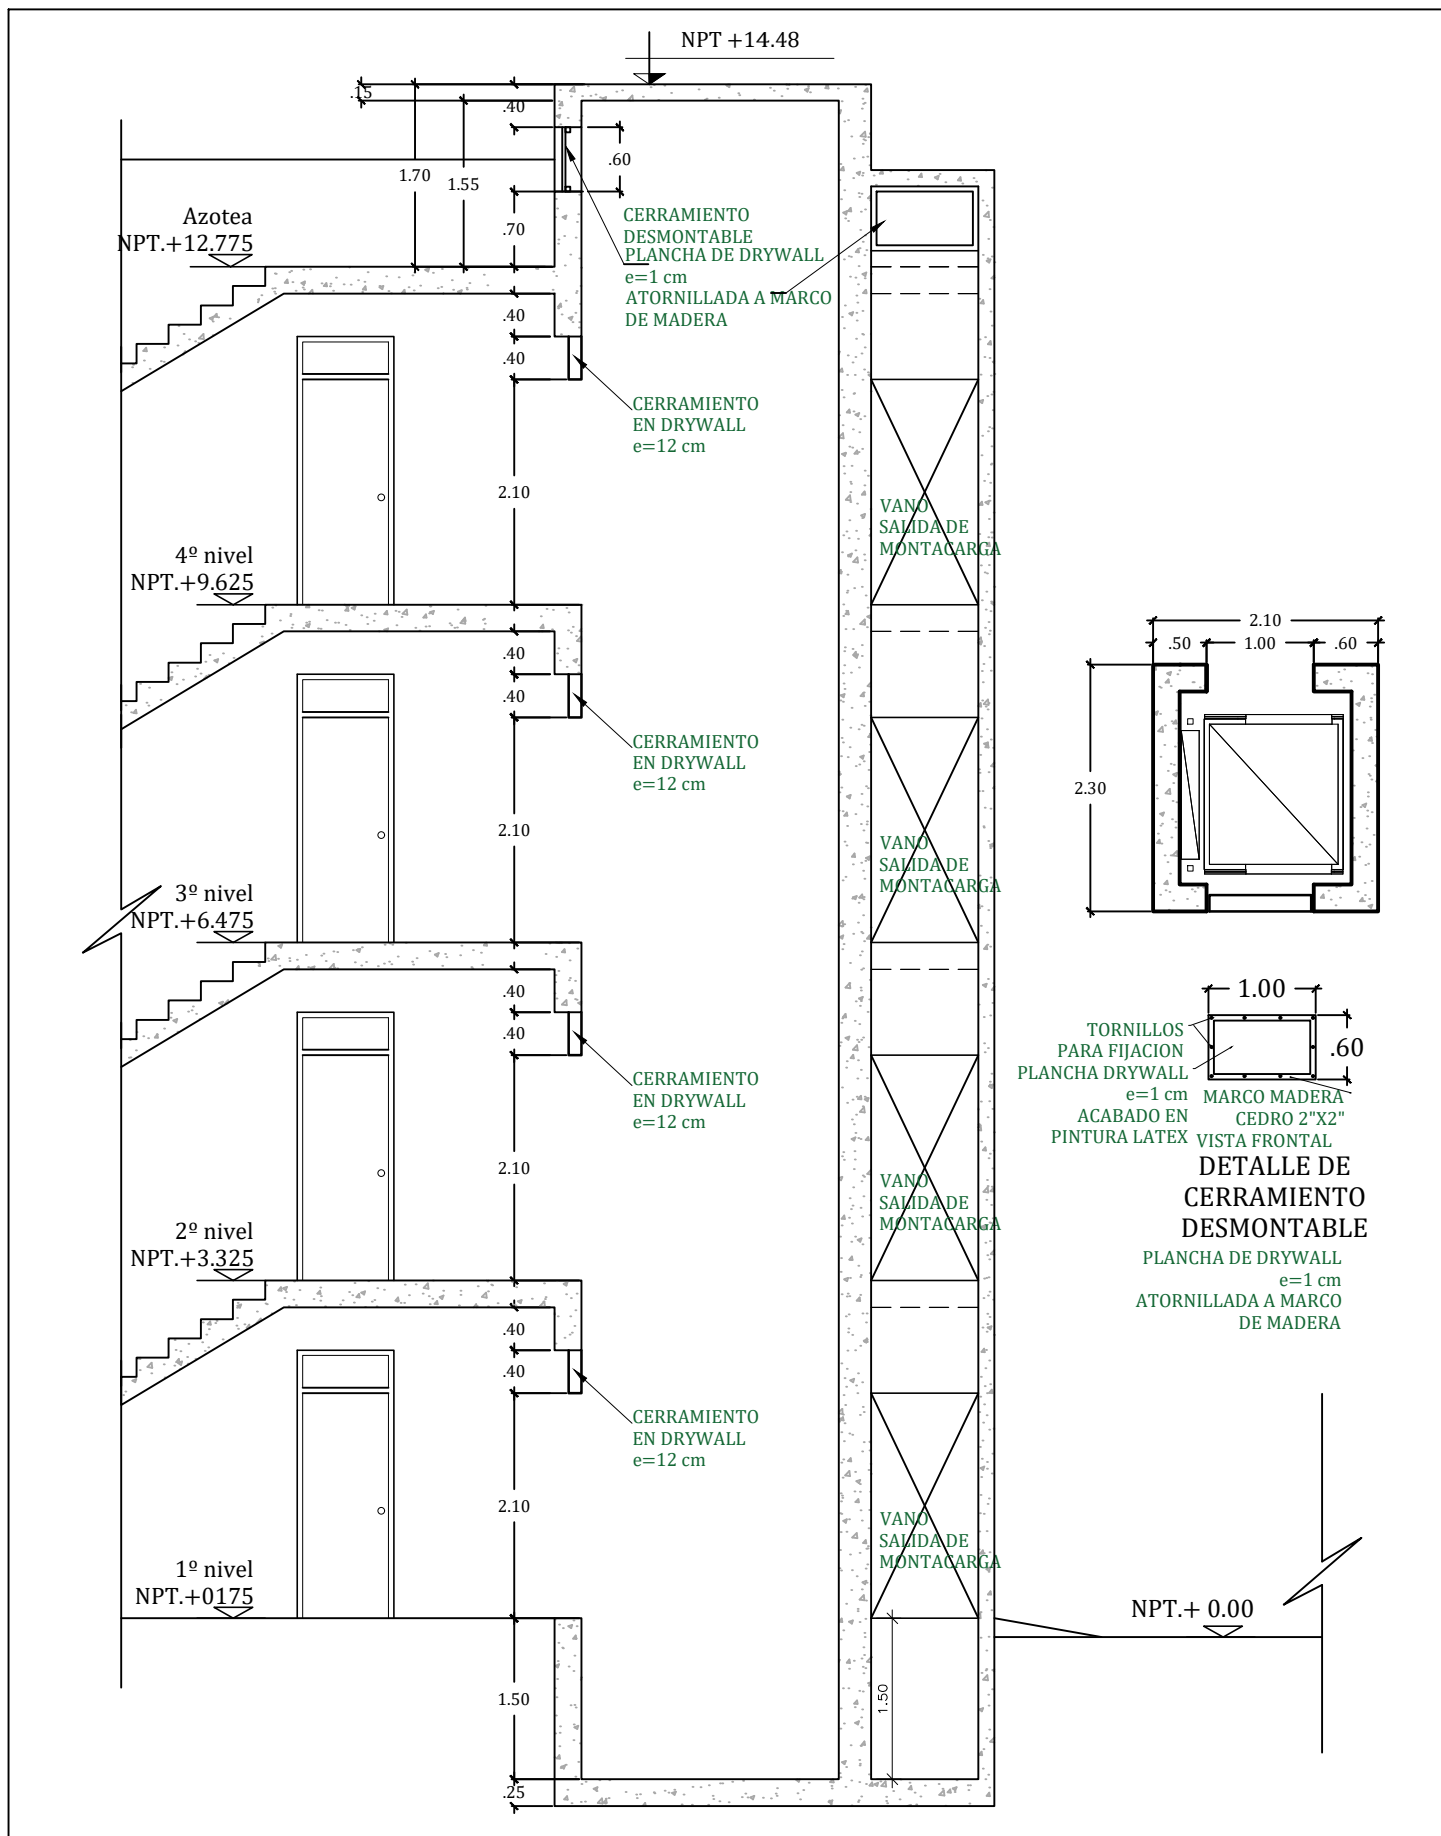 NPT +14.48
.15
.40
1.70
1.55
.60
.70
Azotea
NPT.+12.775
CERRAMIENTO
DESMONTABLE
PLANCHA DE DRYWALL
e=1 cm
ATORNILLADA A MARCO
DE MADERA
.40
.40
CERRAMIENTO
EN DRYWALL
e=12 cm
2.10
VANO
SALIDA DE
MONTACARGA
4º nivel
NPT.+9.625
.40
.40
CERRAMIENTO
EN DRYWALL
e=12 cm
2.10
VANO
SALIDA DE
MONTACARGA
3º nivel
NPT.+6.475
.40
.40
CERRAMIENTO
EN DRYWALL
e=12 cm
2.10
VANO
SALIDA DE
MONTACARGA
2º nivel
NPT.+3.325
.40
.40
CERRAMIENTO
EN DRYWALL
e=12 cm
2.10
VANO
SALIDA DE
MONTACARGA
1º nivel
NPT.+0175
1.50
1.50
.25
NPT.+ 0.00
2.10
.50
1.00
.60
2.30
1.00
.60
TORNILLOS
PARA FIJACION
PLANCHA DRYWALL
e=1 cm
ACABADO EN
PINTURA LATEX
MARCO MADERA
CEDRO 2"X2"
VISTA FRONTAL
DETALLE DE
CERRAMIENTO
DESMONTABLE
PLANCHA DE DRYWALL
e=1 cm
ATORNILLADA A MARCO
DE MADERA